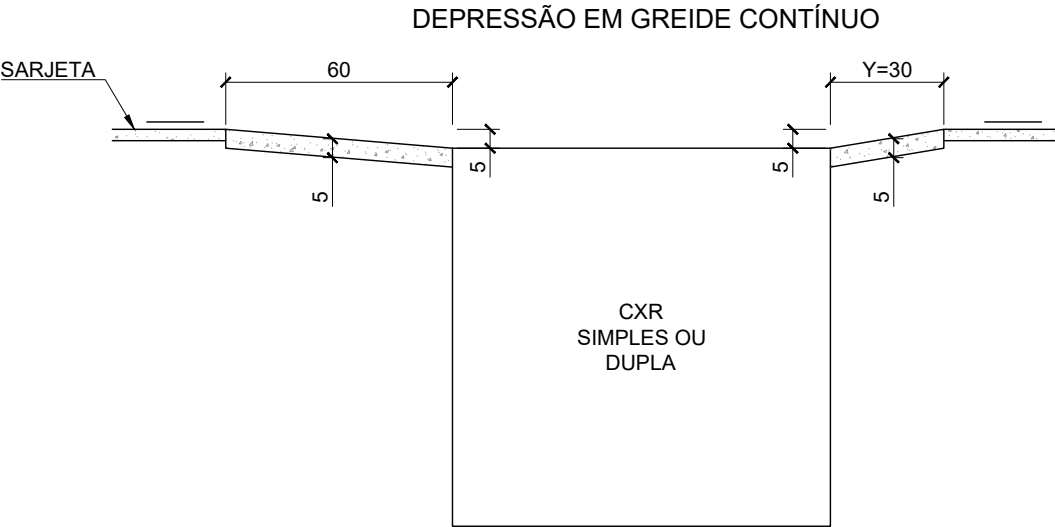 DEPRESSÃO EM GREIDE CONTÍNUO
SARJETA
60
Y=30
5
5
5
5
CXR
SIMPLES OU
DUPLA